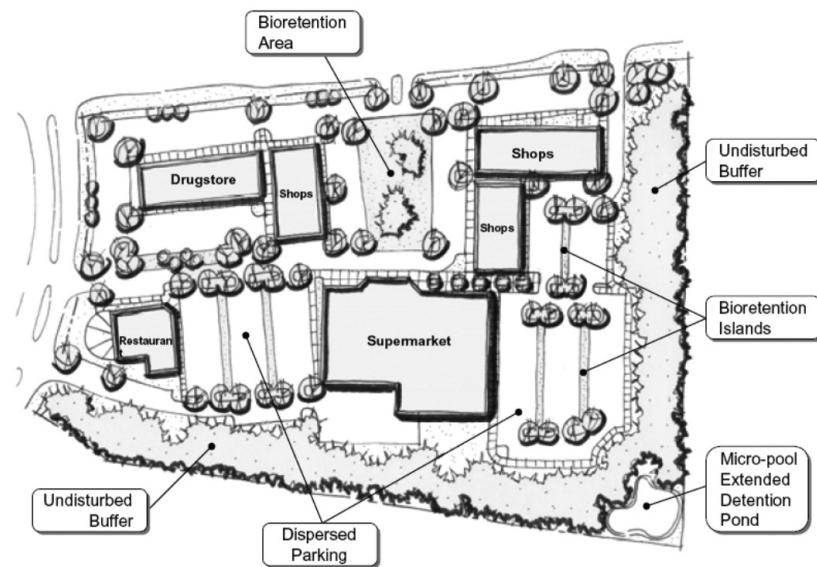 Bioretention
Area
Shops
Undisturbed
Buffer
Drugstore
Shops
Shops
Bioretention
Islands
Restauran
t
Supermarket
Micro-pool
Extended
Detention
Pond
Undisturbed
Buffer
Dispersed
Parking